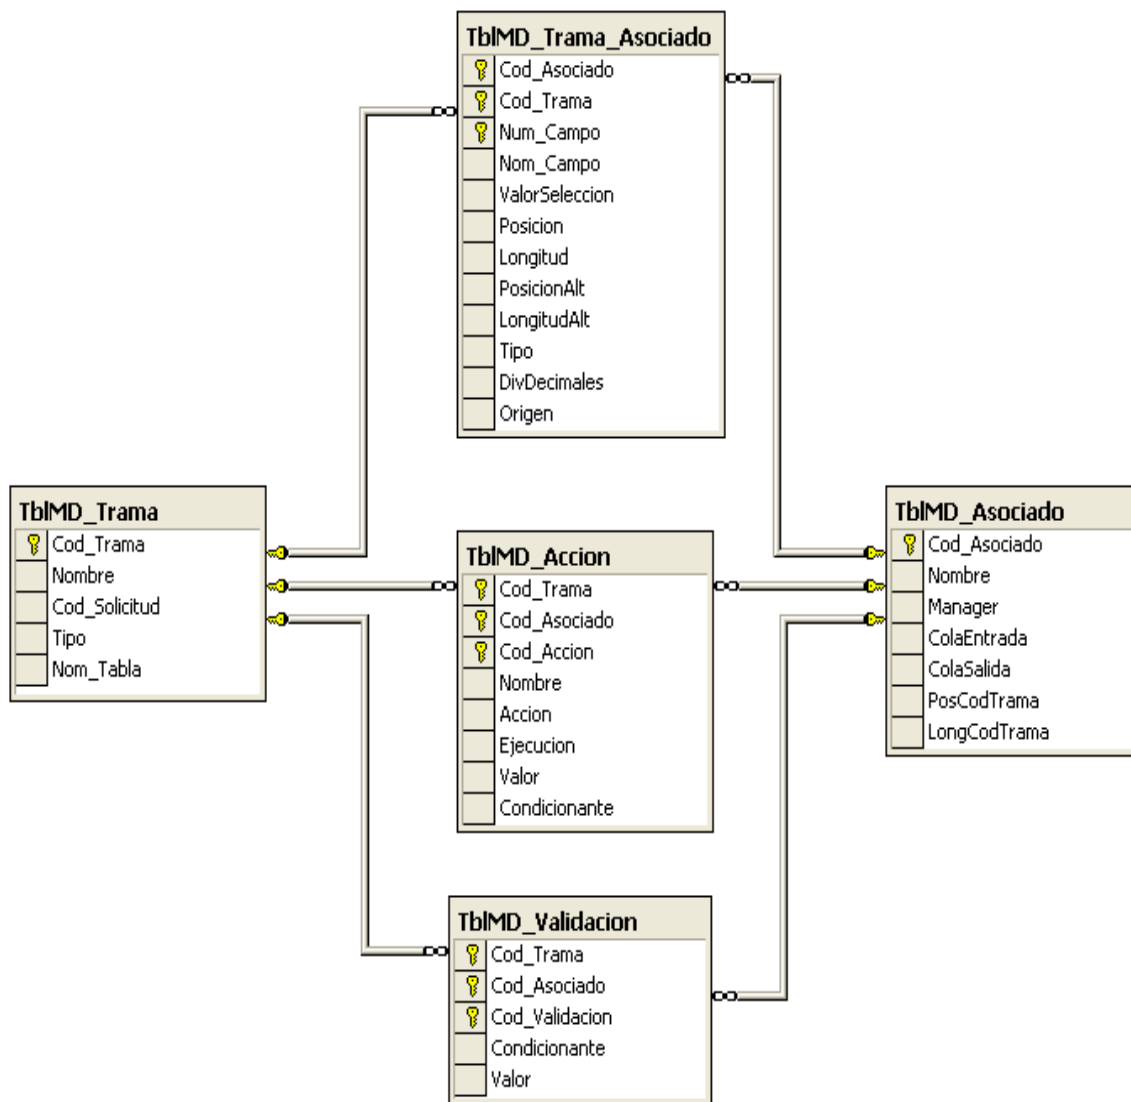 TblMD_Trama_Asociado
Cod_Asociado
Cod_Trama
Num_Campo
Nom_Campo
ValorSeleccion
Posicion
Longitud
PosicionAlt
LongitudAlt
Tipo
DivDecimales
Origen
TblMD_Trama
Cod_Trama
Nombre
Cod_Solicitud
Tipo
Nom_Tabla
TblMD_Accion
Cod_Trama
Cod_Asociado
Cod_Accion
Nombre
Accion
Ejecucion
Valor
Condicionante
TblMD_Asociado
Cod_Asociado
Nombre
Manager
ColaEntrada
ColaSalida
PosCodTrama
LongCodTrama
TblMD_Validacion
Cod_Trama
Cod_Asociado
Cod_Validacion
Condicionante
Valor